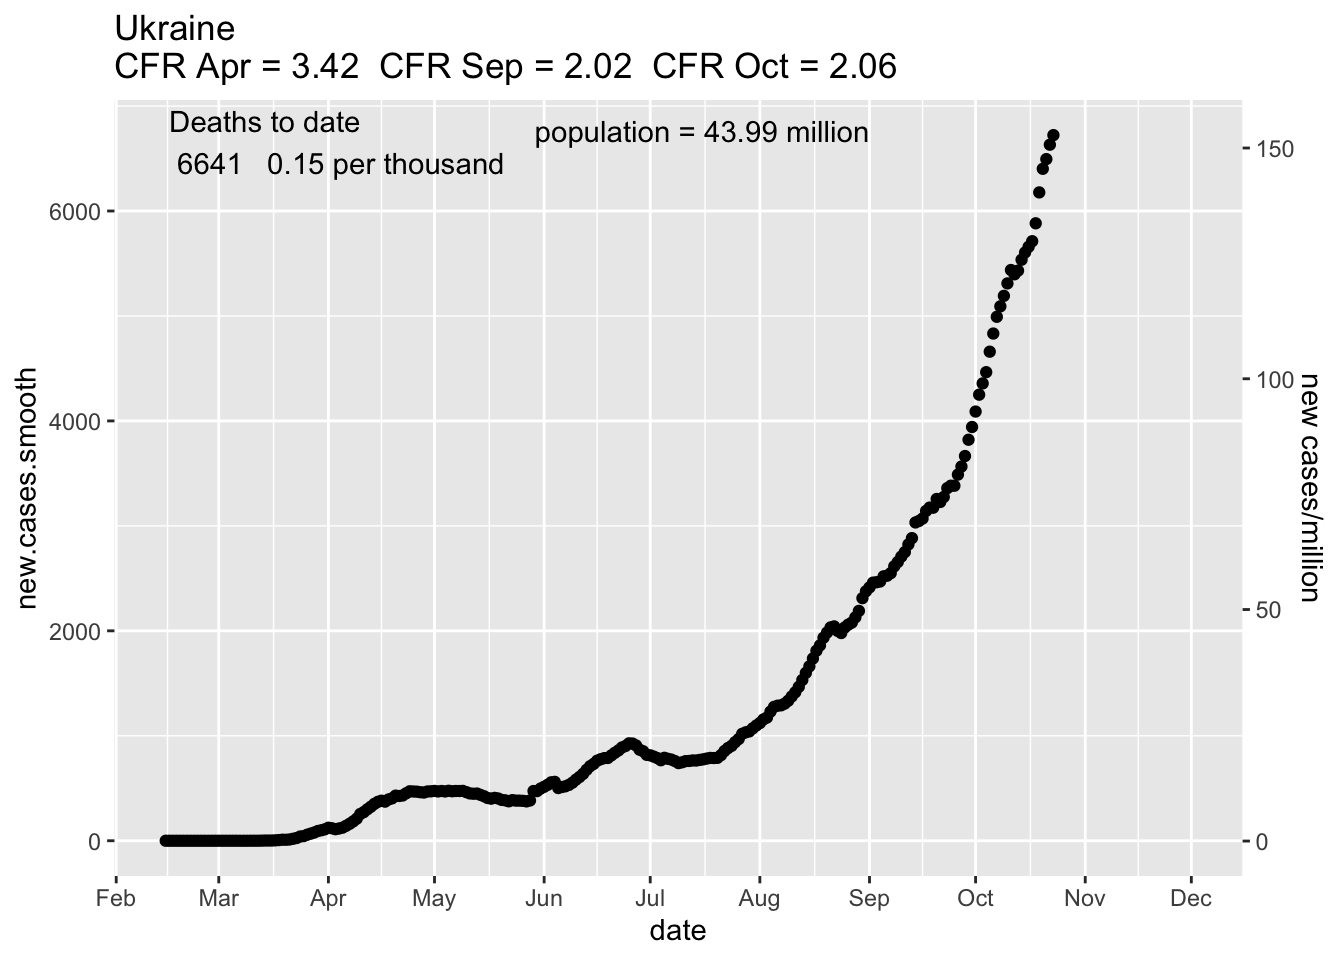 Ukraine
CFR Apr = 3.42  CFR Sep = 2.02  CFR Oct = 2.06
Deaths to date
6641   0.15 per thousand
population = 43.99 million
new.cases.smooth
6000
4000
2000
0
150
100
50
0
new cases/million
Feb Mar Apr May Jun Jul Aug Sep Oct Nov Dec
date